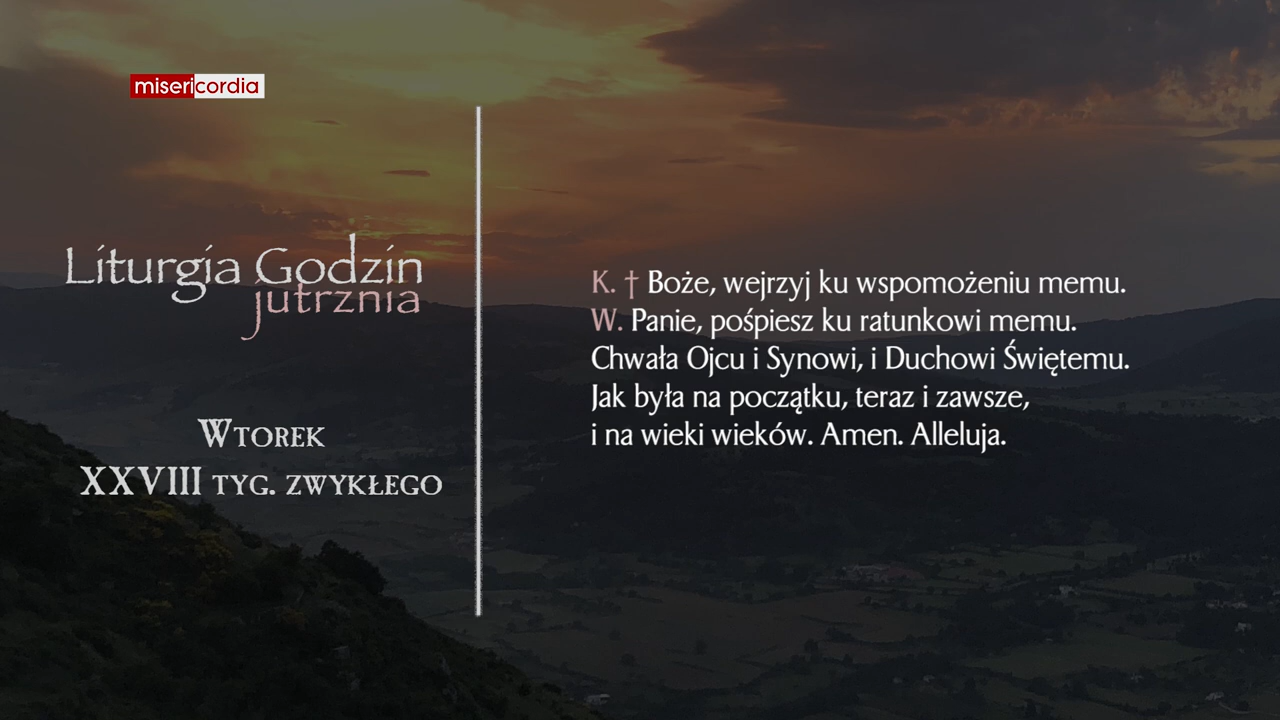 misericordia
Liturgia Godzin
jutrznia
Wtorek
XXVIII tyg. zwykłego
K. † Boże, wejrzyj ku wspomożeniu memu.
W. Panie, pośpiesz ku ratunkowi memu.
Chwała Ojcu i Synowi, i Duchowi Świętemu.
Jak była na początku, teraz i zawsze,
i na wieki wieków. Amen. Alleluja.